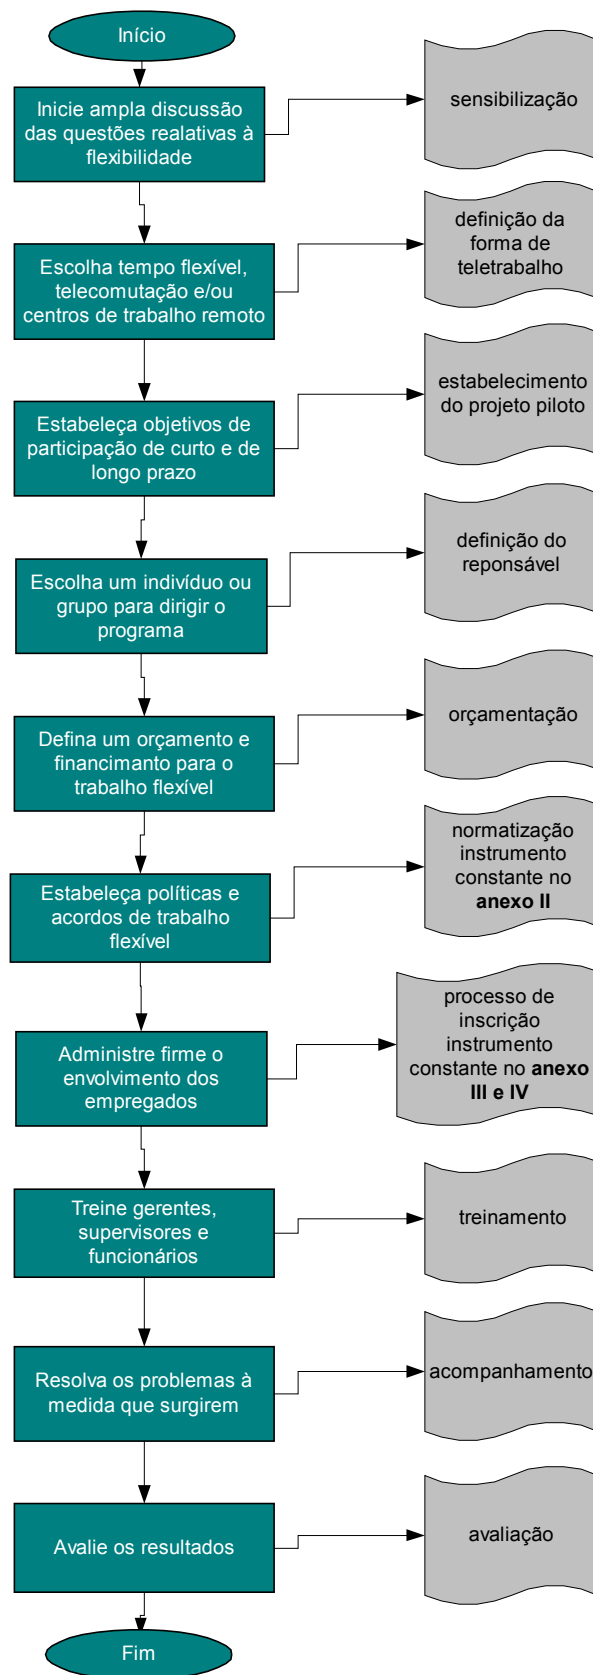 Início
Inicie ampla discussão
das questões realativas à
flexibilidade
sensibilização
Escolha tempo flexível,
telecomutação e/ou
centros de trabalho remoto
definição da
forma de
teletrabalho
Estabeleça objetivos de
participação de curto e de
longo prazo
estabelecimento
do projeto piloto
Escolha um indivíduo ou
grupo para dirigir o
programa
definição do
reponsável
Defina um orçamento e
financimanto para o
trabalho flexível
orçamentação
Estabeleça políticas e
acordos de trabalho
flexível
normatização
instrumento
constante no
anexo II
Administre firme o
envolvimento dos
empregados
processo de
inscrição
instrumento
constante no anexo
III e IV
Treine gerentes,
supervisores e
funcionários
treinamento
Resolva os problemas à
medida que surgirem
acompanhamento
Avalie os resultados
avaliação
Fim